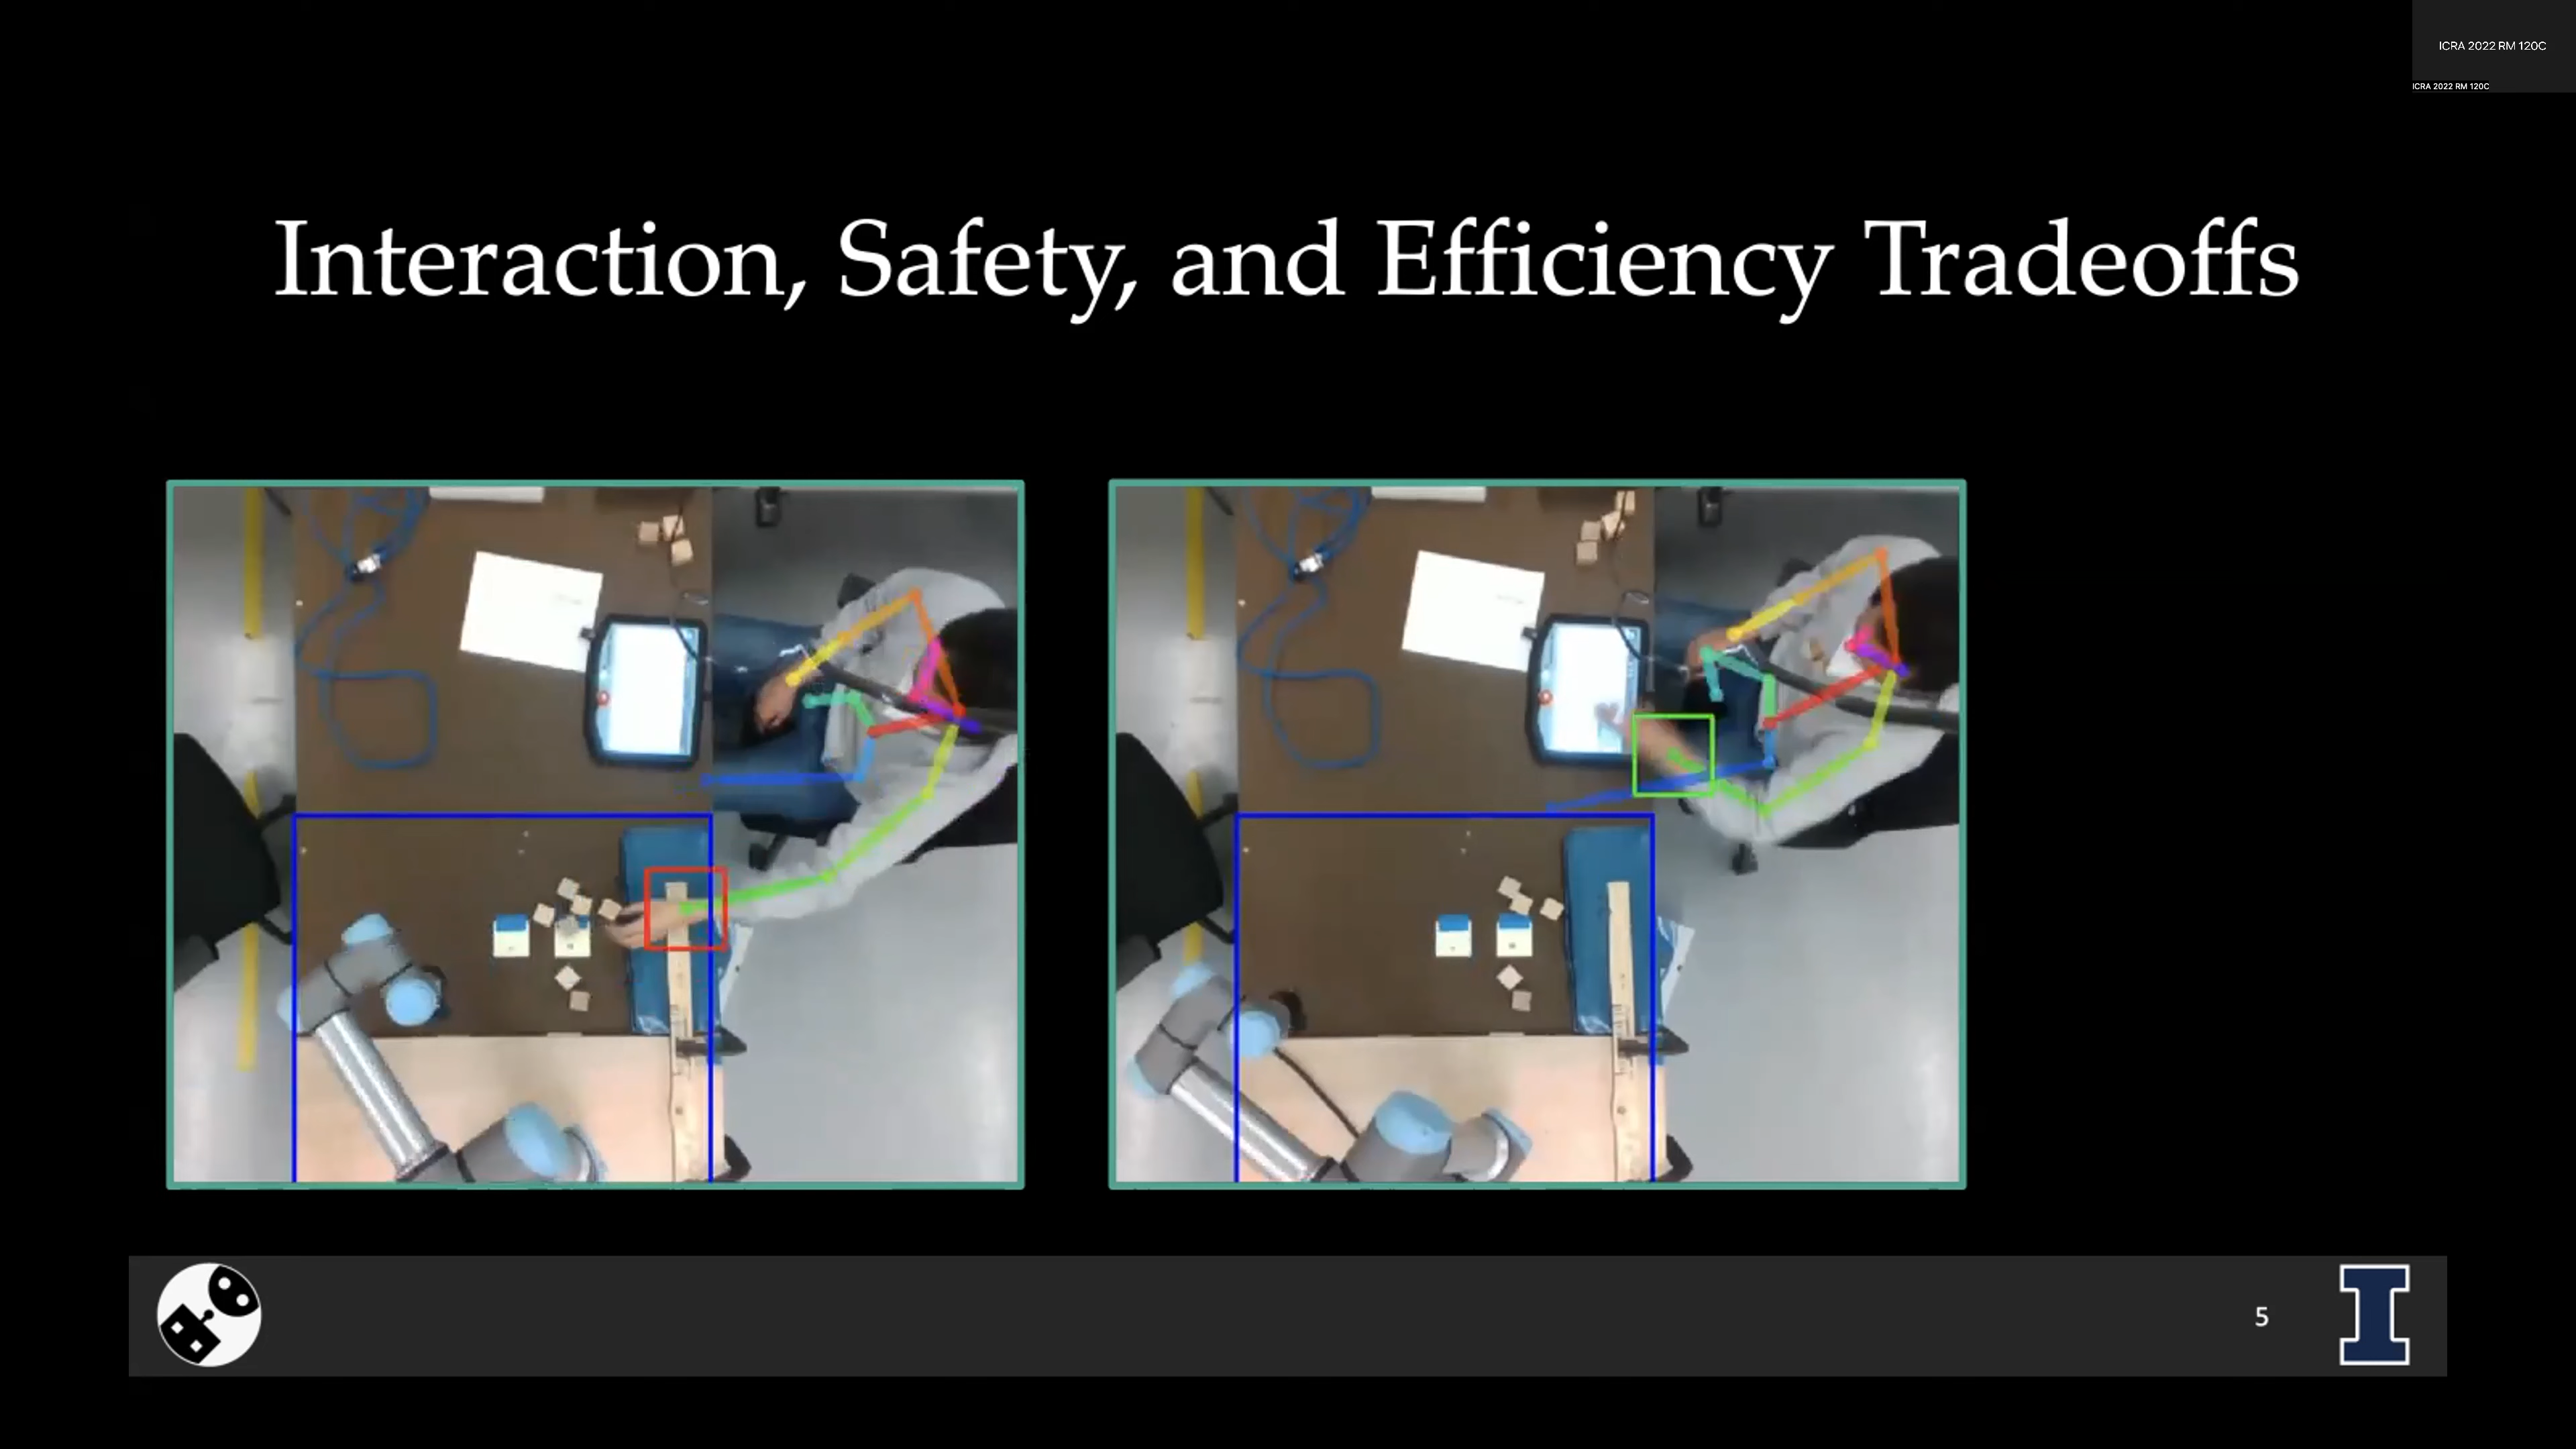 ICRA 2022 RM 120C
ICRA 2022 RM 120C
Interaction, Safety, and Efficiency Tradeoffs
5
I